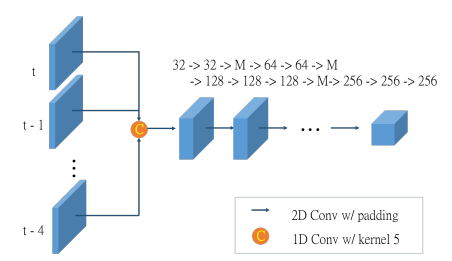 t
t - 1
t - 4
C
32 -> 32 -> M -> 64 -> 64 -> M
-> 128 -> 128 -> 128 -> M-> 256 -> 256 -> 256
2D Conv w/ padding
C
1D Conv w/ kernel 5